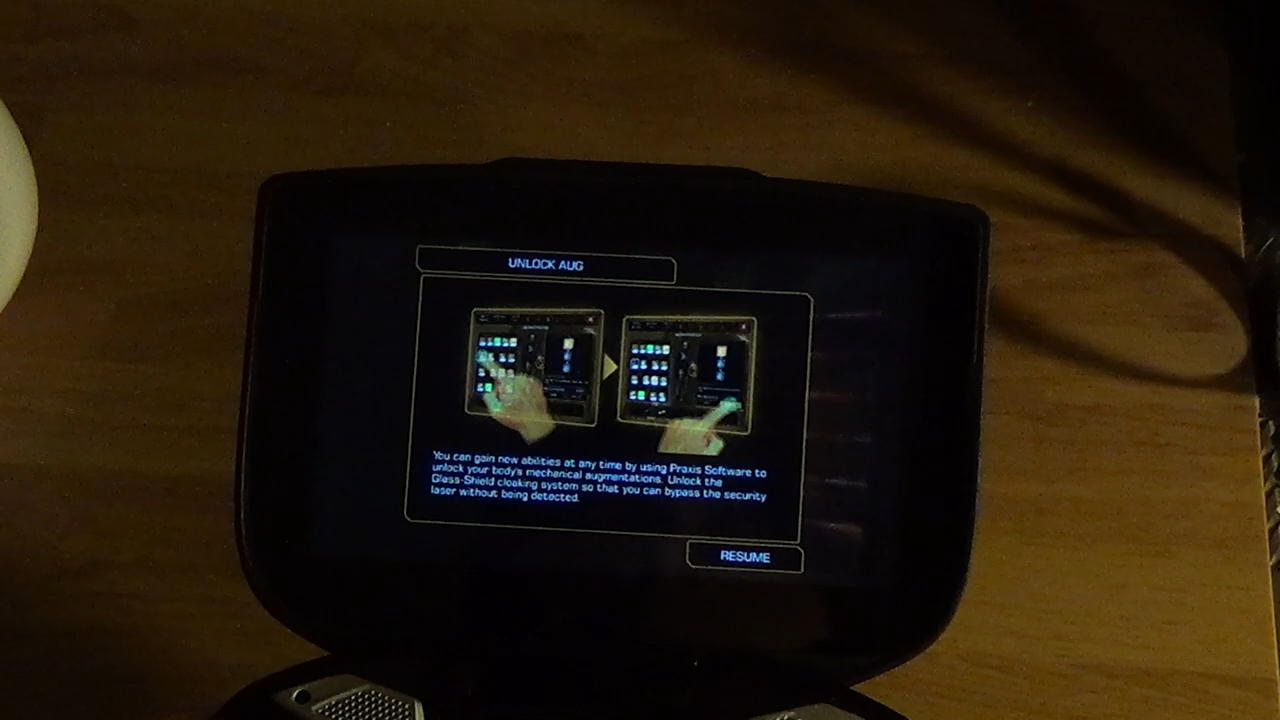 UNLOCK AUG
You can gain new abilities at any time by using Praxis Software to
unlock your body's mechanical augmentations. Unlock the
Glass-Shield cloaking system so that you can bypass the security
laser without being detected.
RESUME